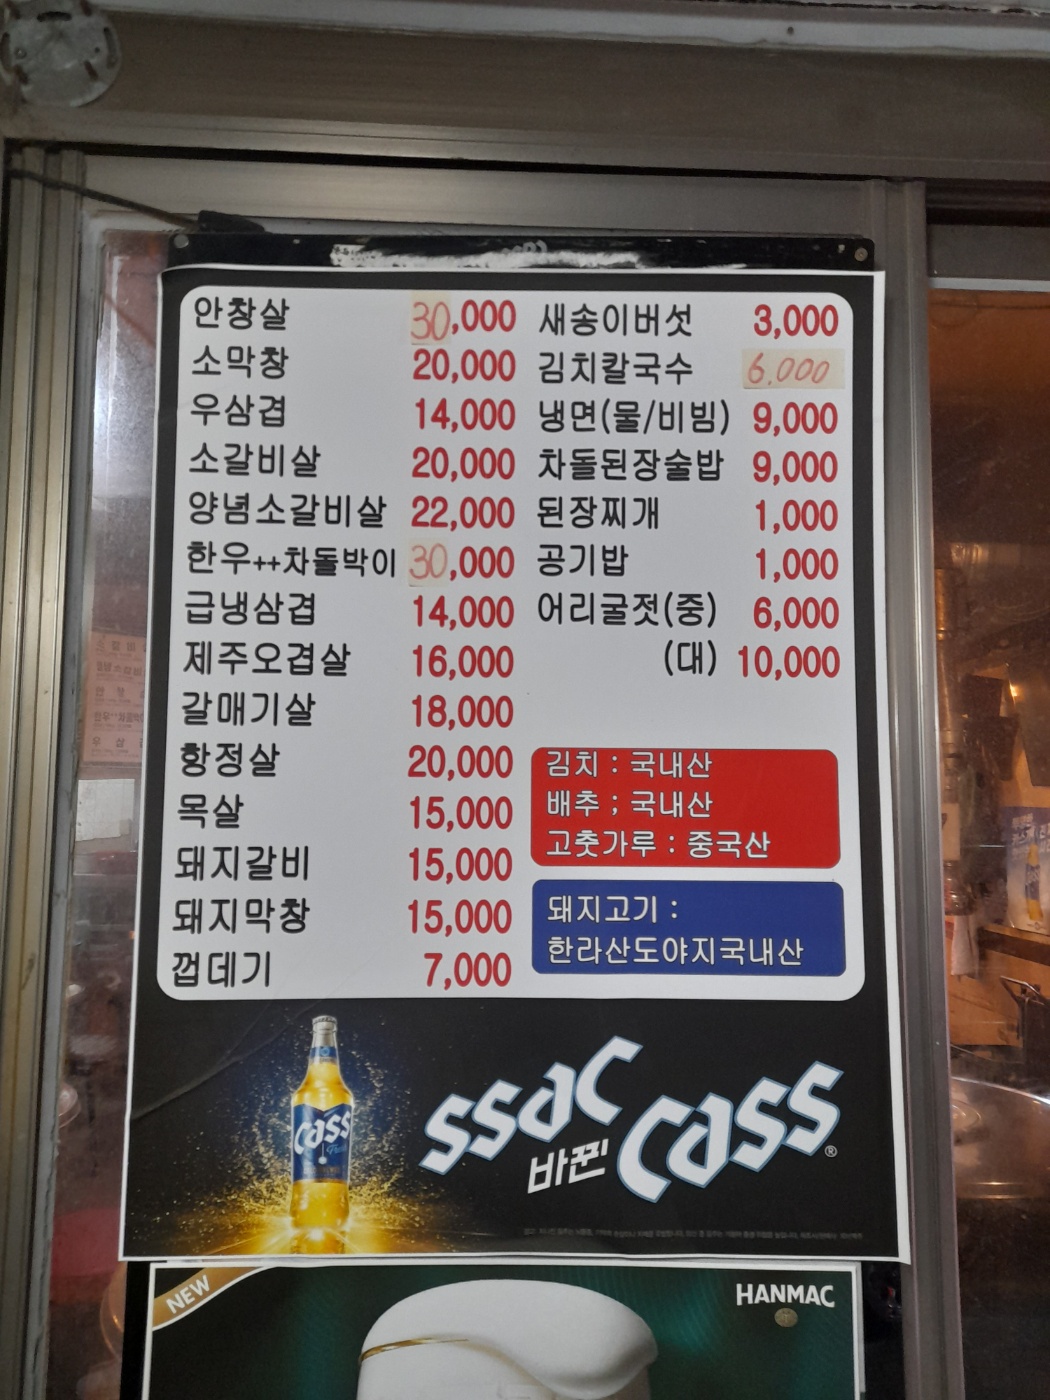 안창살 30,000
소막창 20,000
우삼겹 14,000
소갈비살 20,000
양념소갈비살 22,000
한우++차돌박이 30,000
급냉삼겹 14,000
제주오겹살 16,000
갈매기살 18,000
항정살 20,000
목살 15,000
돼지갈비 15,000
돼지막창 15,000
껍데기 7,000
새송이버섯 3,000
김치칼국수 6,000
냉면(물/비빔) 9,000
차돌된장술밥 9,000
된장찌개 1,000
공기밥 1,000
어리굴젓(중) 6,000
(대) 10,000
김치 : 국내산
배추 ; 국내산
고춧가루 : 중국산
돼지고기 :
한라산도야지국내산
cass
ssac
바뀐
cass®
NEW
HANMAC